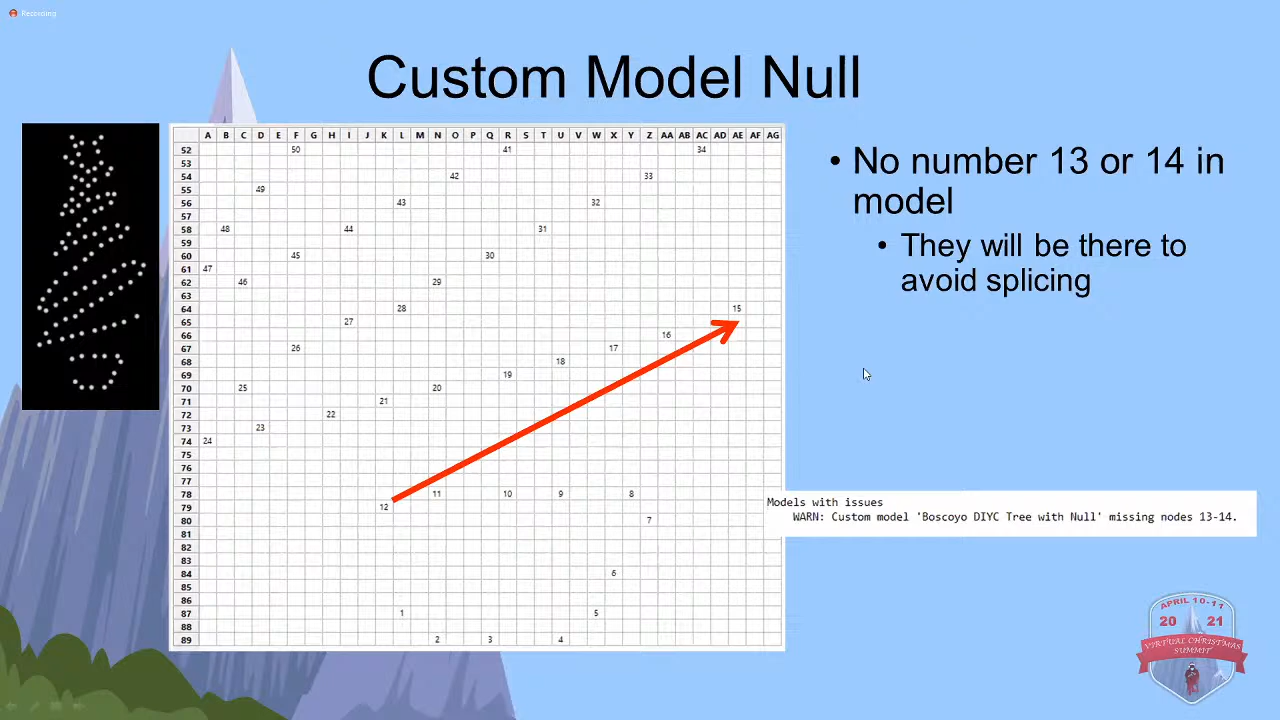 Recording
Custom Model Null
A B C D E F G H I J K L M N O P Q R S T U V W X Y Z AA AB AC AD AE AF AG
52 50 41 34
53
54 42 33
55 49
56 43 32
57
58 48 44 31
59
60 45 30
61 47
62 46 29
63
64 28 15
65 27
66 16
67 26 17
68 18
69 19
70 25 20
71 21
72 22
73 23
74 24
75
76
77
78 11 10 9 8
79 12
80 7
81
82
83
84 6
85
86
87 1 5
88
89 2 3 4
• No number 13 or 14 in
model
• They will be there to
avoid splicing
Models with issues
WARN: Custom model 'Boscoyo DIYC Tree with Null' missing nodes 13-14.
APRIL 10-11
20 21
VIRTUAL CHRISTMAS
SUMMIT